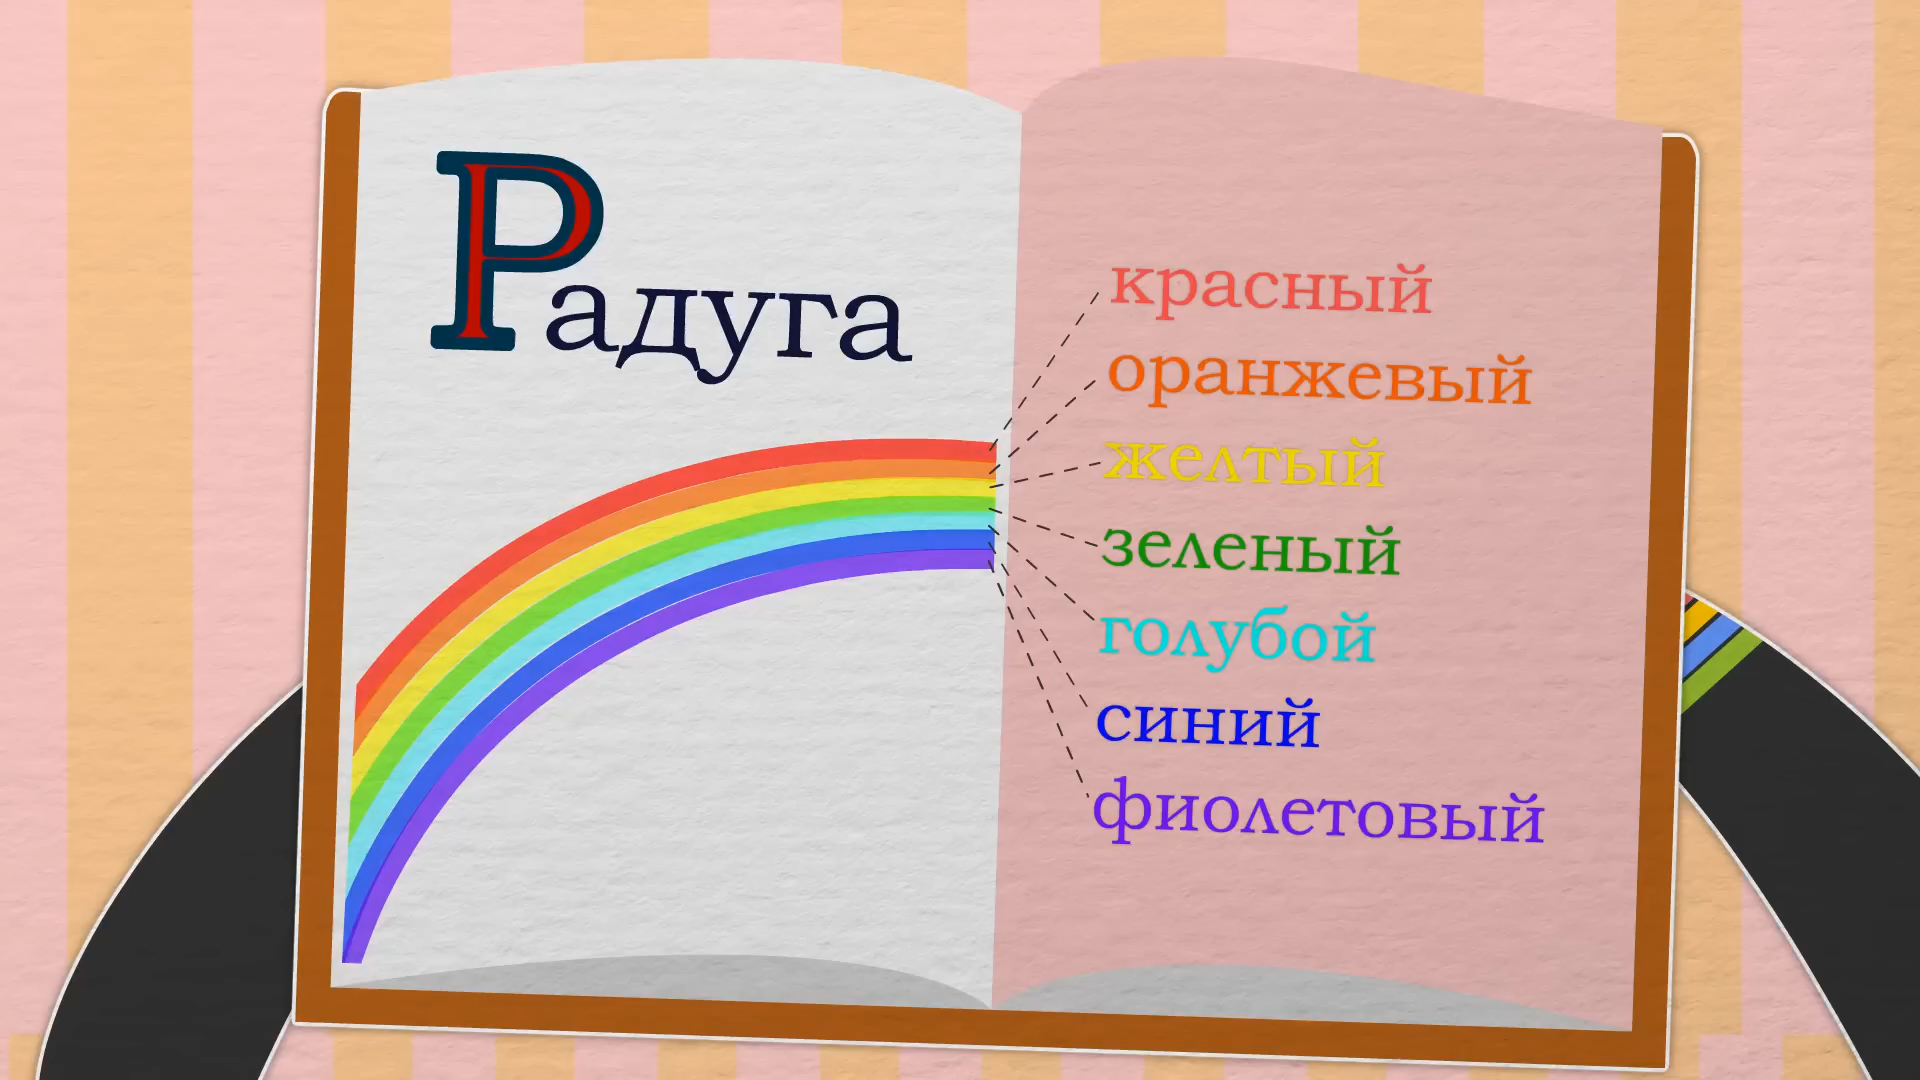 Радуга
красный
оранжевый
желтый
зеленый
голубой
синий
фиолетовый